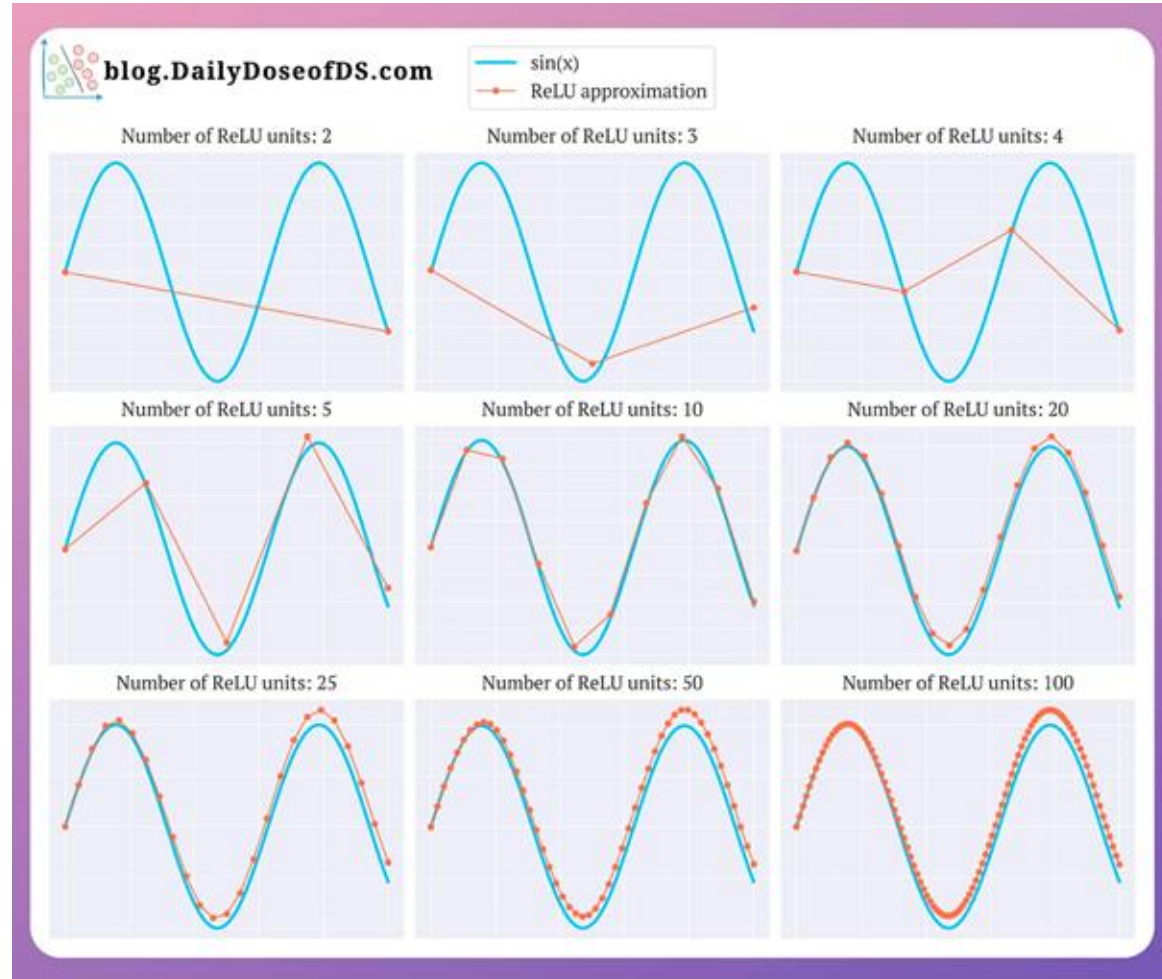 blog.DailyDoseofDS.com
sin(x)
ReLU approximation
Number of ReLU units: 2
Number of ReLU units: 3
Number of ReLU units: 4
Number of ReLU units: 5
Number of ReLU units: 10
Number of ReLU units: 20
Number of ReLU units: 25
Number of ReLU units: 50
Number of ReLU units: 100